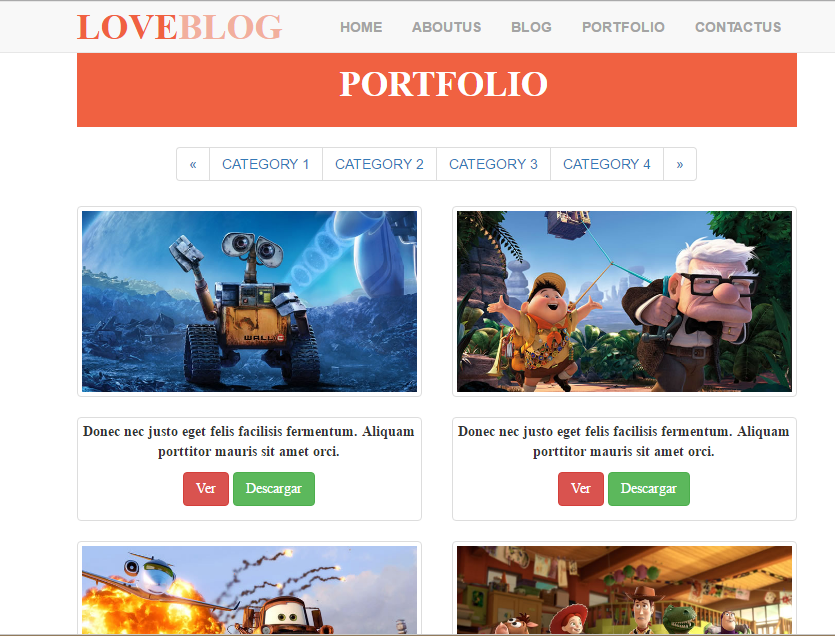 LOVEBLOG HOME ABOUTUS BLOG PORTFOLIO CONTACTUS
PORTFOLIO
« CATEGORY 1 CATEGORY 2 CATEGORY 3 CATEGORY 4 »
WALL·E
Donec nec justo eget felis facilisis fermentum. Aliquam
porttitor mauris sit amet orci.
Ver Descargar
Donec nec justo eget felis facilisis fermentum. Aliquam
porttitor mauris sit amet orci.
Ver Descargar